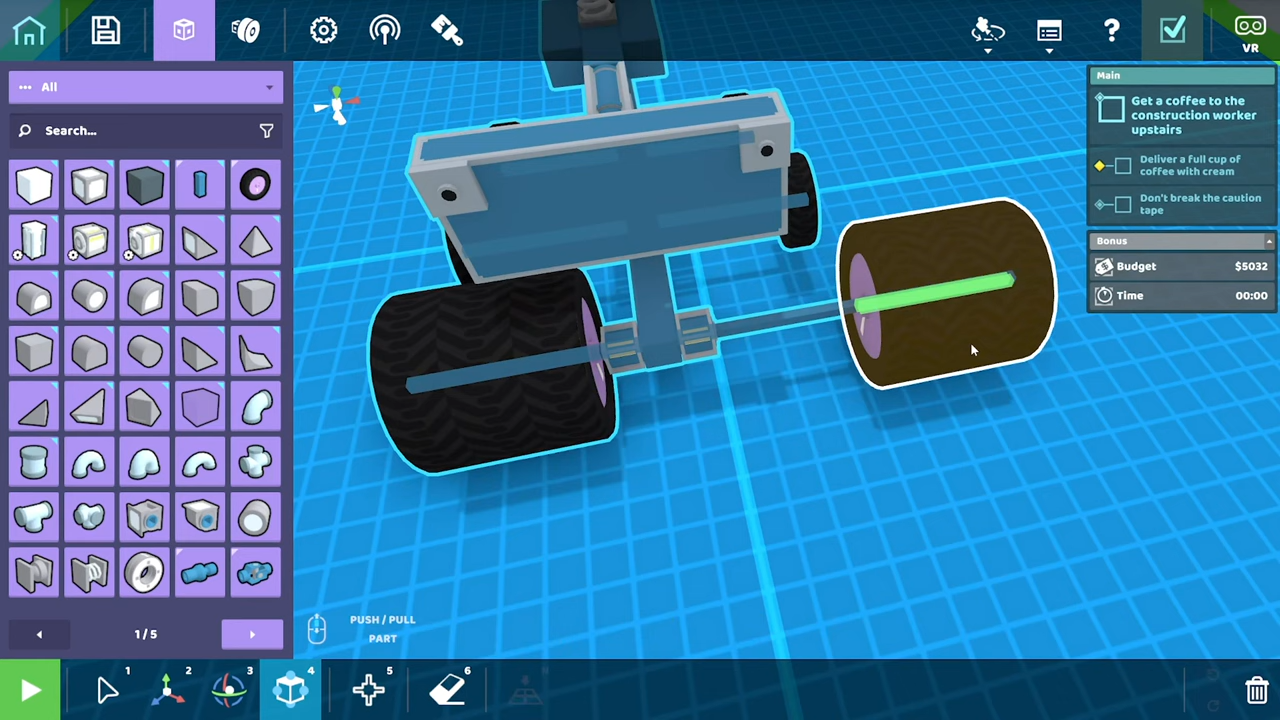 VR
All
Search...
1/5
Main
Get a coffee to the
construction worker
upstairs
Deliver a full cup of
coffee with cream
Don't break the caution
tape
Bonus
Budget $5032
Time 00:00
PUSH / PULL
PART
1 2 3 4 5 6